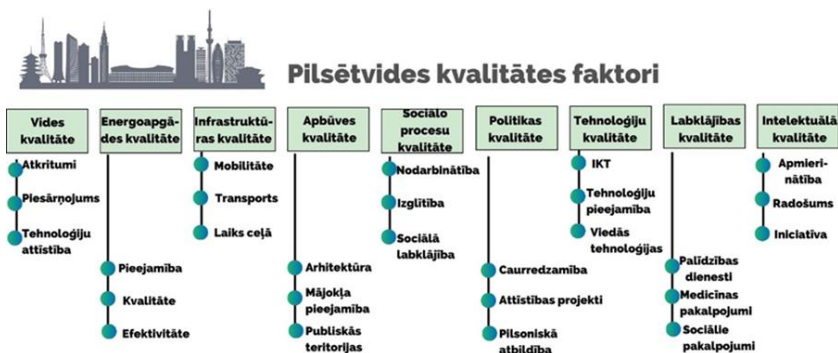 Pilsētvides kvalitātes faktori
Vides
kvalitāte
Atkritumi
Piesārņojums
Tehnoloģiju
attīstība
Energoapgā-
des kvalitāte
Pieejamība
Kvalitāte
Efektivitāte
Infrastruktū-
ras kvalitāte
Mobilitāte
Transports
Laiks ceļā
Apbūves
kvalitāte
Arhitektūra
Mājokļa
pieejamība
Publiskās
teritorijas
Sociālo
procesu
kvalitāte
Nodarbinātība
Izglītība
Sociālā
labklājība
Politikas
kvalitāte
Caurredzamība
Attīstības projekti
Pilsoniskā
atbildība
Tehnoloģiju
kvalitāte
IKT
Tehnoloģiju
pieejamība
Viedās
tehnoloģijas
Labklājības
kvalitāte
Palīdzības
dienesti
Medicīnas
pakalpojumi
Sociālie
pakalpojumi
Intelektuālā
kvalitāte
Apmieri-
nātība
Radošums
Iniciatīva